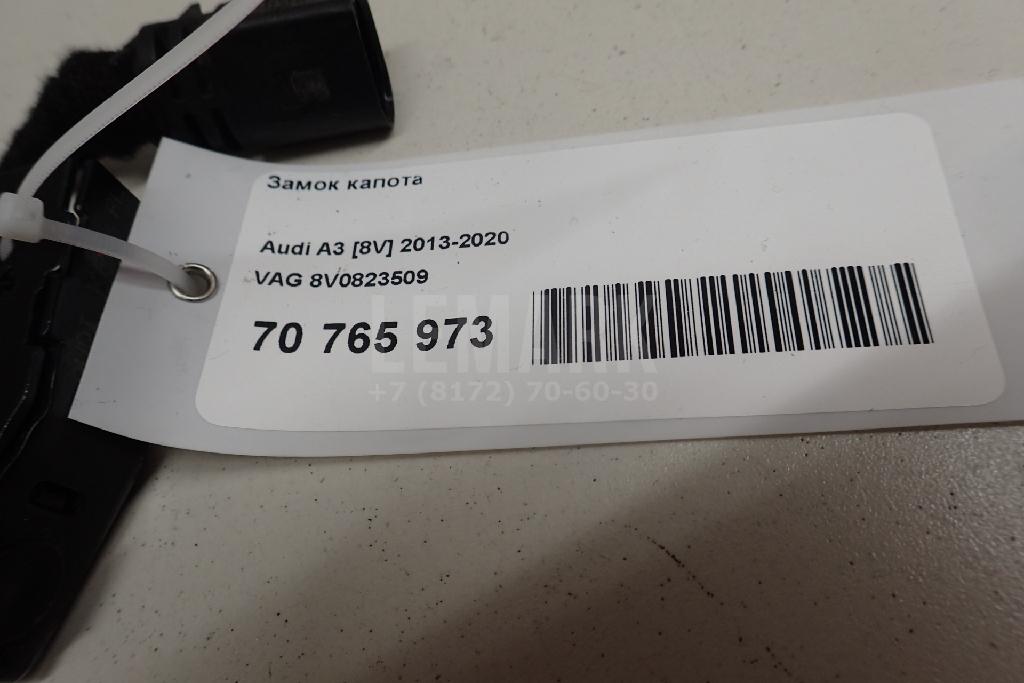 Замок капота
Audi A3 [8V] 2013-2020
VAG 8V0823509
70 765 973
LEMARK
+7 (8172) 70-60-30